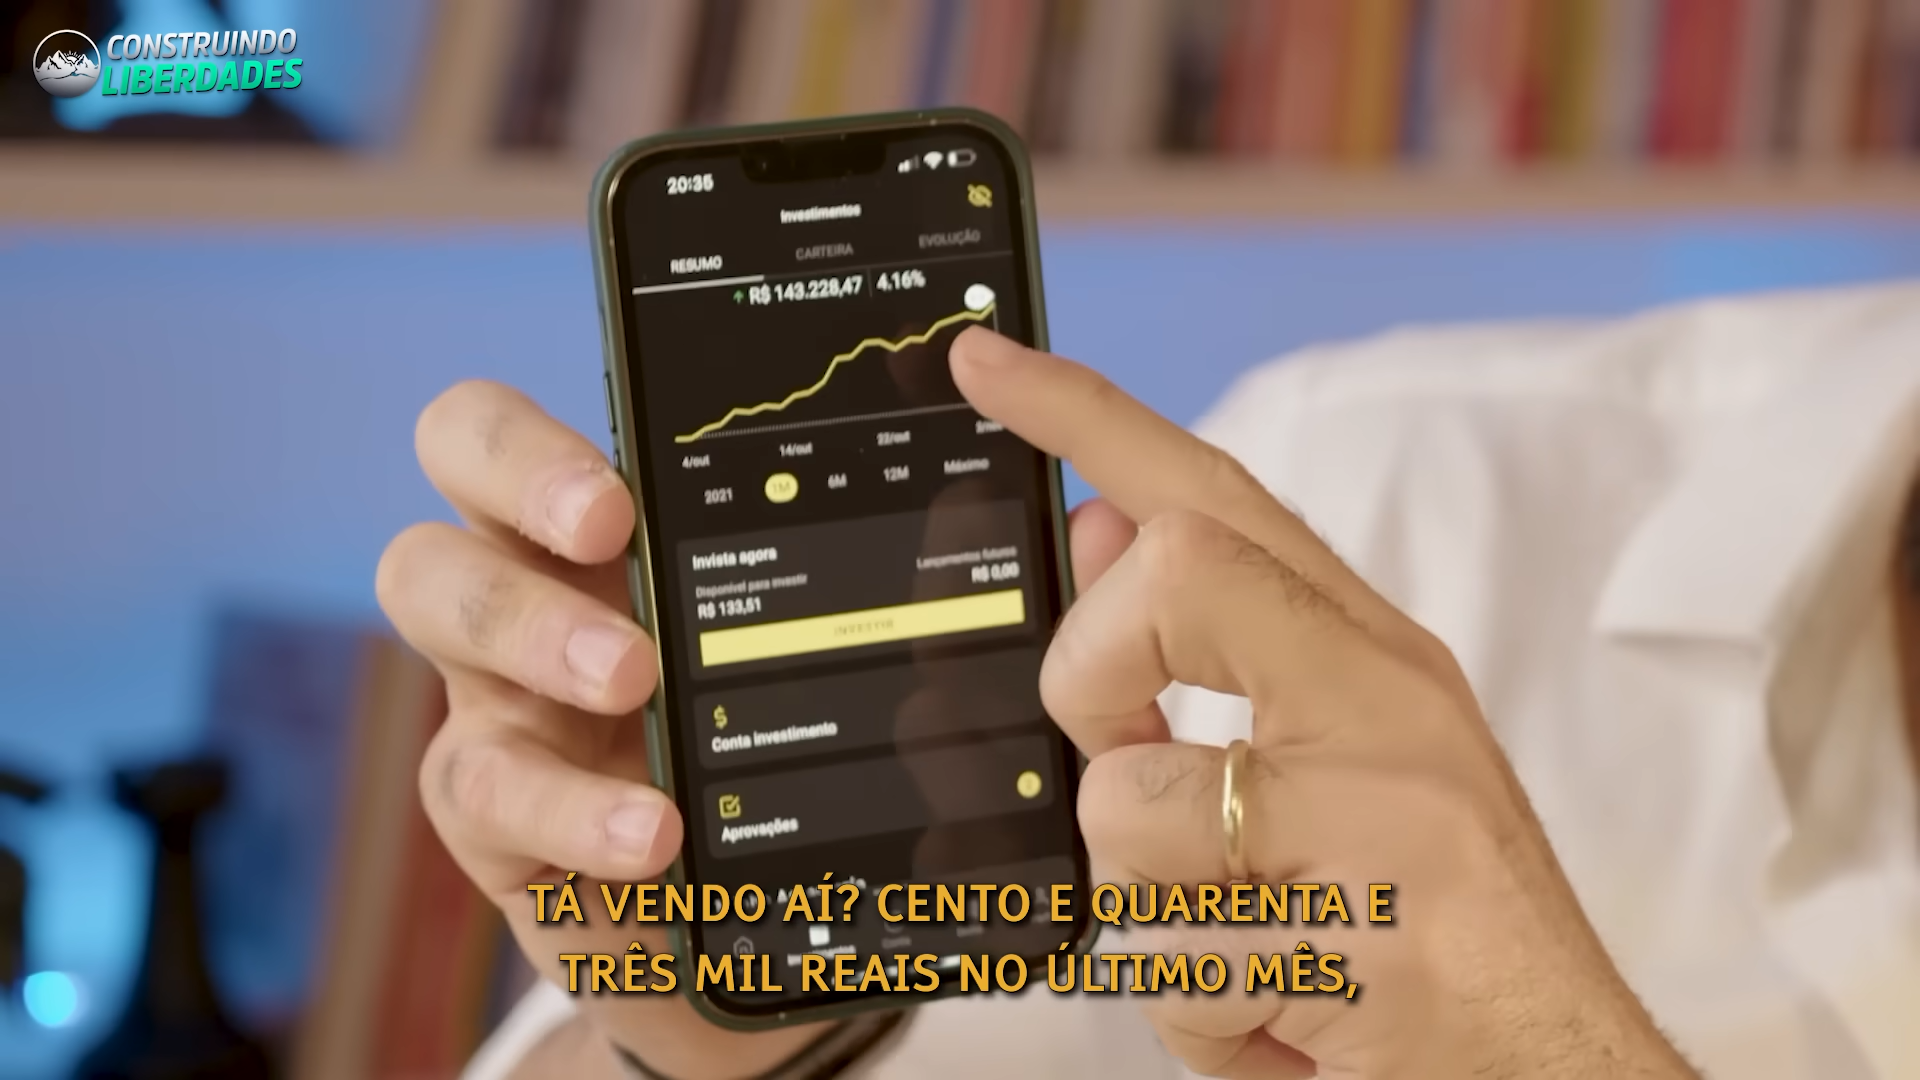 CONSTRUINDO
LIBERDADES
20:35
Investimentos
RESUMO CARTEIRA EVOLUÇÃO
R$ 143.228,47 4.16%
4/out 14/out 22/out
2021 1M 6M 12M Máximo
Invista agora
Disponível para investir Lançamentos futuros
R$ 133,51 R$ 0,00
INVESTIR
$
Conta investimento
Aprovações
TÁ VENDO AÍ? CENTO E QUARENTA E
TRÊS MIL REAIS NO ÚLTIMO MÊS,